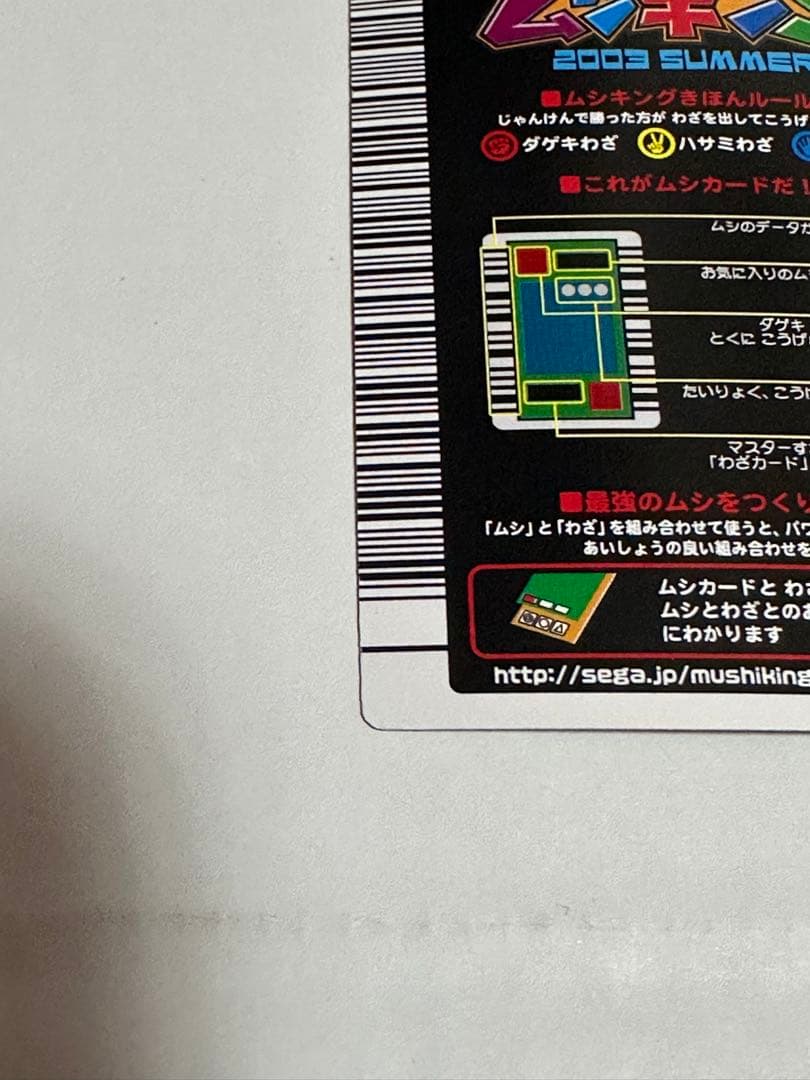 2003 SUMMER
■ムシキングきほんルール
じゃんけんで勝った方が わざを出してこうげ
ダゲキわざ ハサミわざ
■これがムシカードだ!
ムシのデータが
お気に入りのム
ダゲキ
とくに こうげ
たいりょく、こう
マスターす
「わざカード」
■最強のムシをつくり
「ムシ」と「わざ」を組み合わせて使うと、パワ
あいしょうの良い組み合わせを
ムシカードと わざ
ムシとわざとのあ
にわかります
http://sega.jp/mushiking